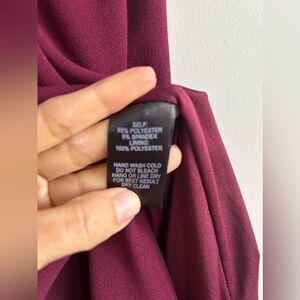 SELF:
95% POLYESTER
5% SPANDEX
LINING:
100% POLYESTER
HAND WASH COLD
DO NOT BLEACH
HANG OR LINE DRY
FOR BEST RESULT
DRY CLEAN